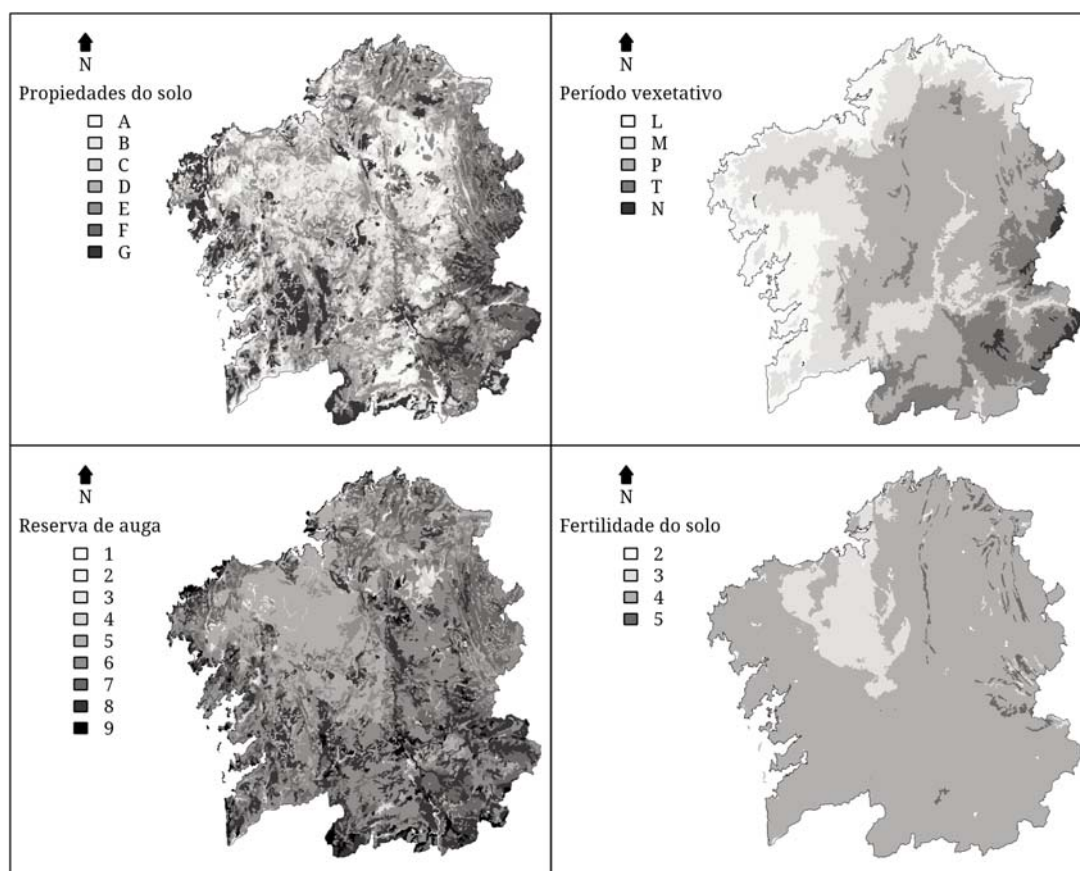 N
Propiedades do solo
A
B
C
D
E
F
G
N
Período vexetativo
L
M
P
T
N
N
Reserva de auga
1
2
3
4
5
6
7
8
9
N
Fertilidade do solo
2
3
4
5